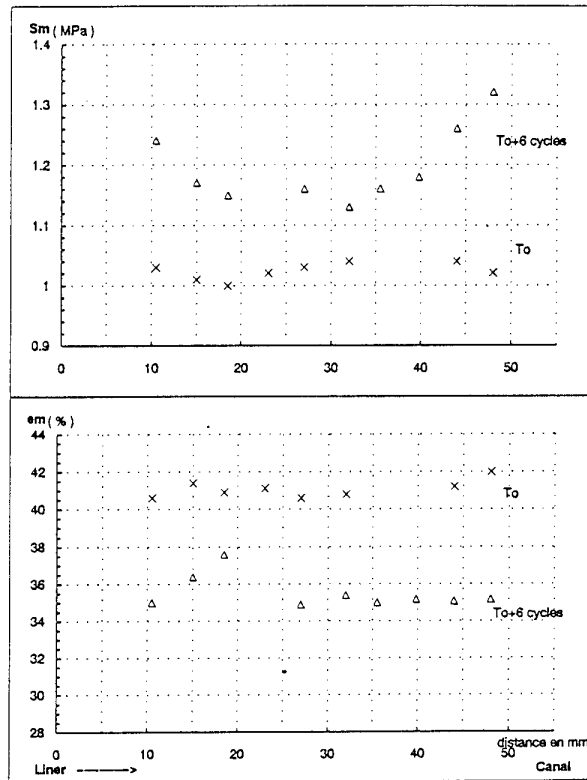 Sm ( MPa)
1.4
1.3
To+6 cycles
1.2
1.1
To
1
0.9
0 10 20 30 40 50
em ( %)
44
42
To
40
38
36
To+6 cycles
34
32
30
28
distance en mm
0 10 20 30 40 50
Liner -----> Canal